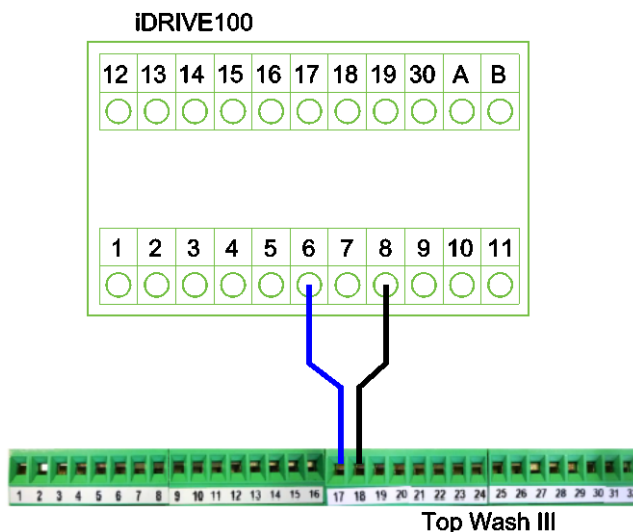 iDRIVE100
12 13 14 15 16 17 18 19 30 A B
1 2 3 4 5 6 7 8 9 10 11
1 2 3 4 5 6 7 8 9 10 11 12 13 14 15 16 17 18 19 20 21 22 23 24 25 26 27 28 29 30 31
Top Wash III